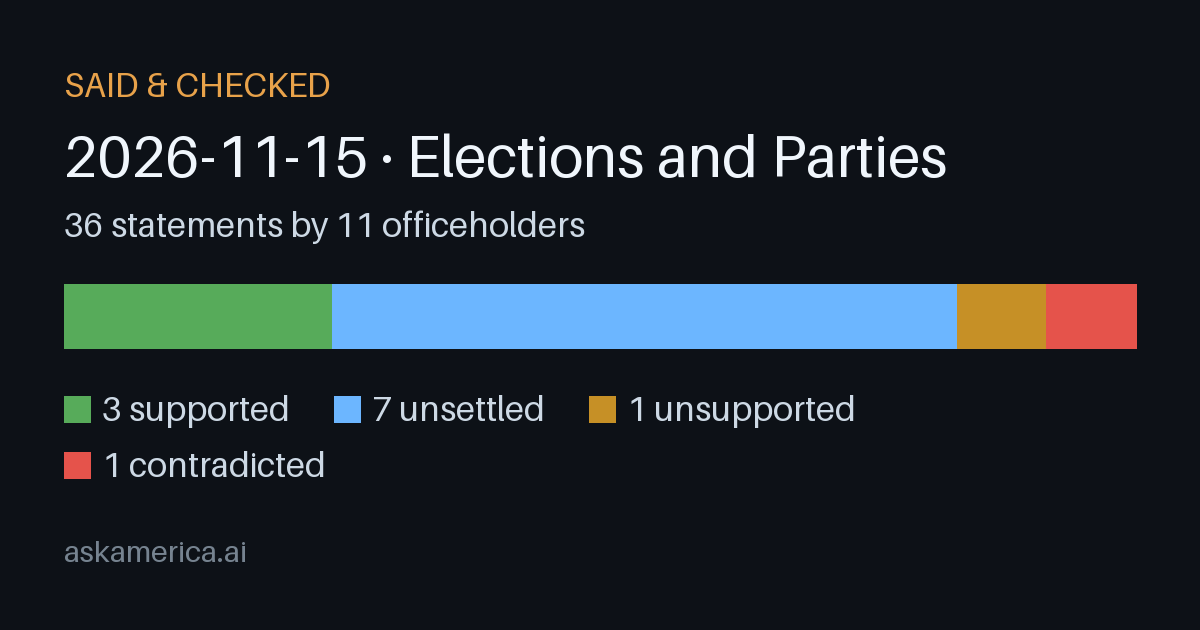 SAID & CHECKED
2026-11-15 · Elections and Parties
36 statements by 11 officeholders
3 supported
7 unsettled
1 unsupported
1 contradicted
askamerica.ai